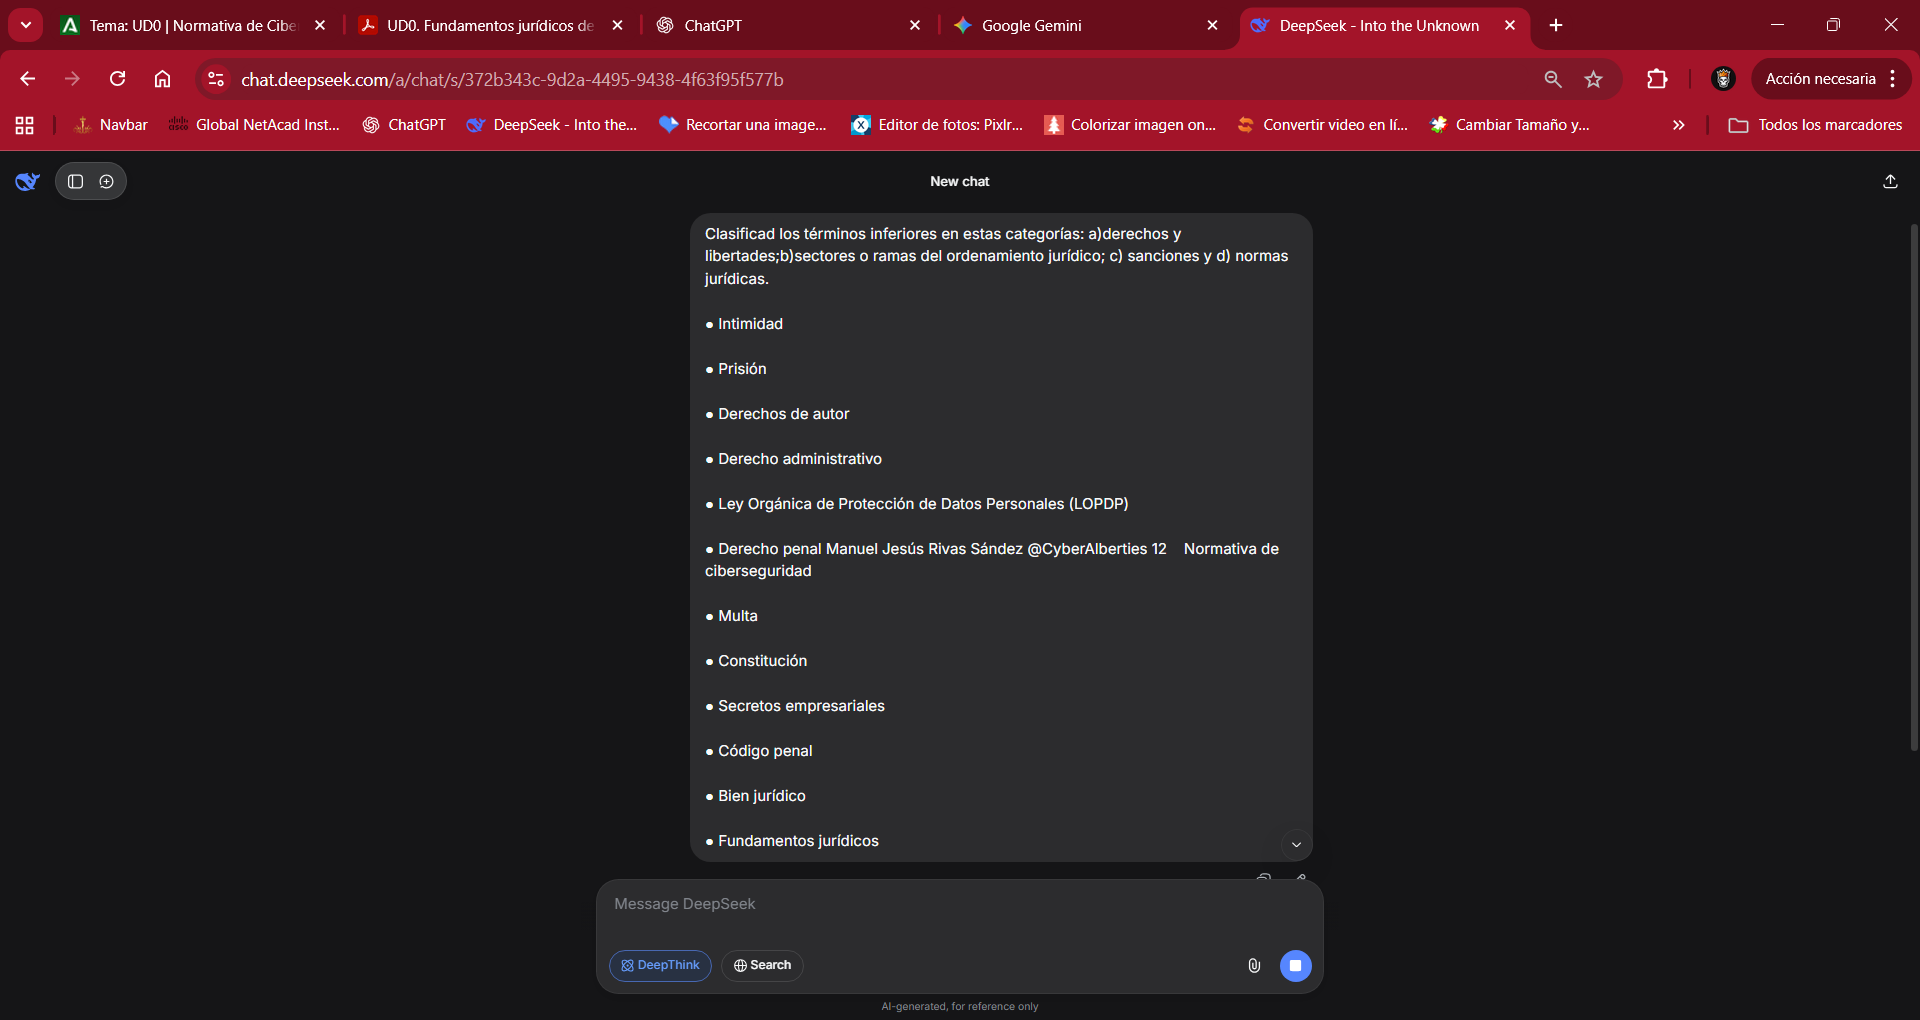 Tema: UD0 | Normativa de Cibe
UD0. Fundamentos jurídicos de
ChatGPT
Google Gemini
DeepSeek - Into the Unknown
chat.deepseek.com/a/chat/s/372b343c-9d2a-4495-9438-4f63f95f577b
Acción necesaria
Navbar
Global NetAcad Inst...
ChatGPT
DeepSeek - Into the...
Recortar una image...
Editor de fotos: Pixlr...
Colorizar imagen on...
Convertir video en lí...
Cambiar Tamaño y...
Todos los marcadores
New chat
Clasificad los términos inferiores en estas categorías: a)derechos y
libertades;b)sectores o ramas del ordenamiento jurídico; c) sanciones y d) normas
jurídicas.
● Intimidad
● Prisión
● Derechos de autor
● Derecho administrativo
● Ley Orgánica de Protección de Datos Personales (LOPDP)
● Derecho penal Manuel Jesús Rivas Sández @CyberAlberties 12 Normativa de
ciberseguridad
● Multa
● Constitución
● Secretos empresariales
● Código penal
● Bien jurídico
● Fundamentos jurídicos
Message DeepSeek
DeepThink
Search
AI-generated, for reference only